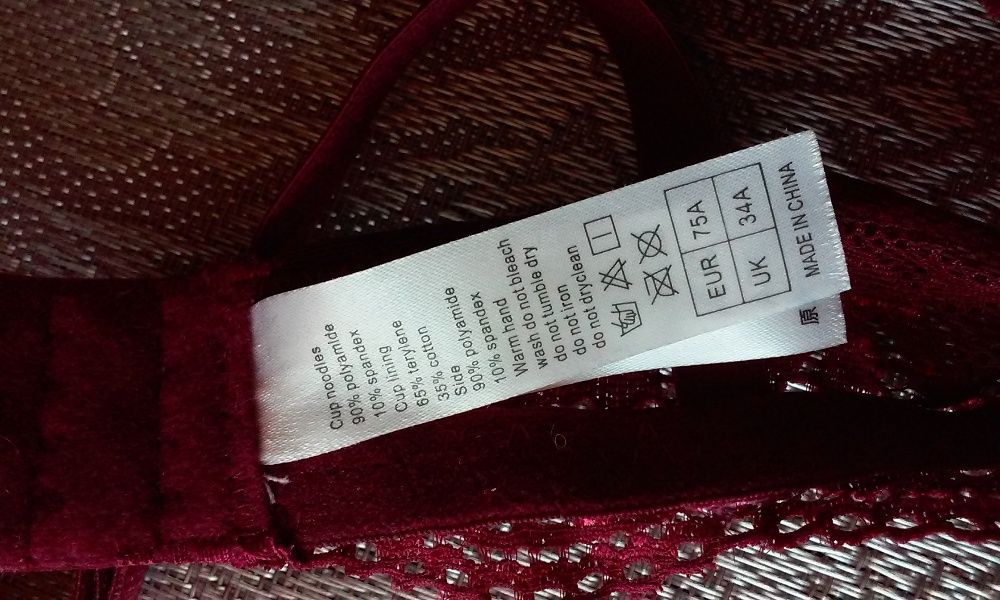 Cup noodles
90% polyamide
10% spandex
Cup lining
65% terylene
35% cotton
Side
90% polyamide
10% spandex
Warm hand
wash do not bleach
do not tumble dry
do not iron
do not dryclean
EUR 75A
UK 34A
原 MADE IN CHINA